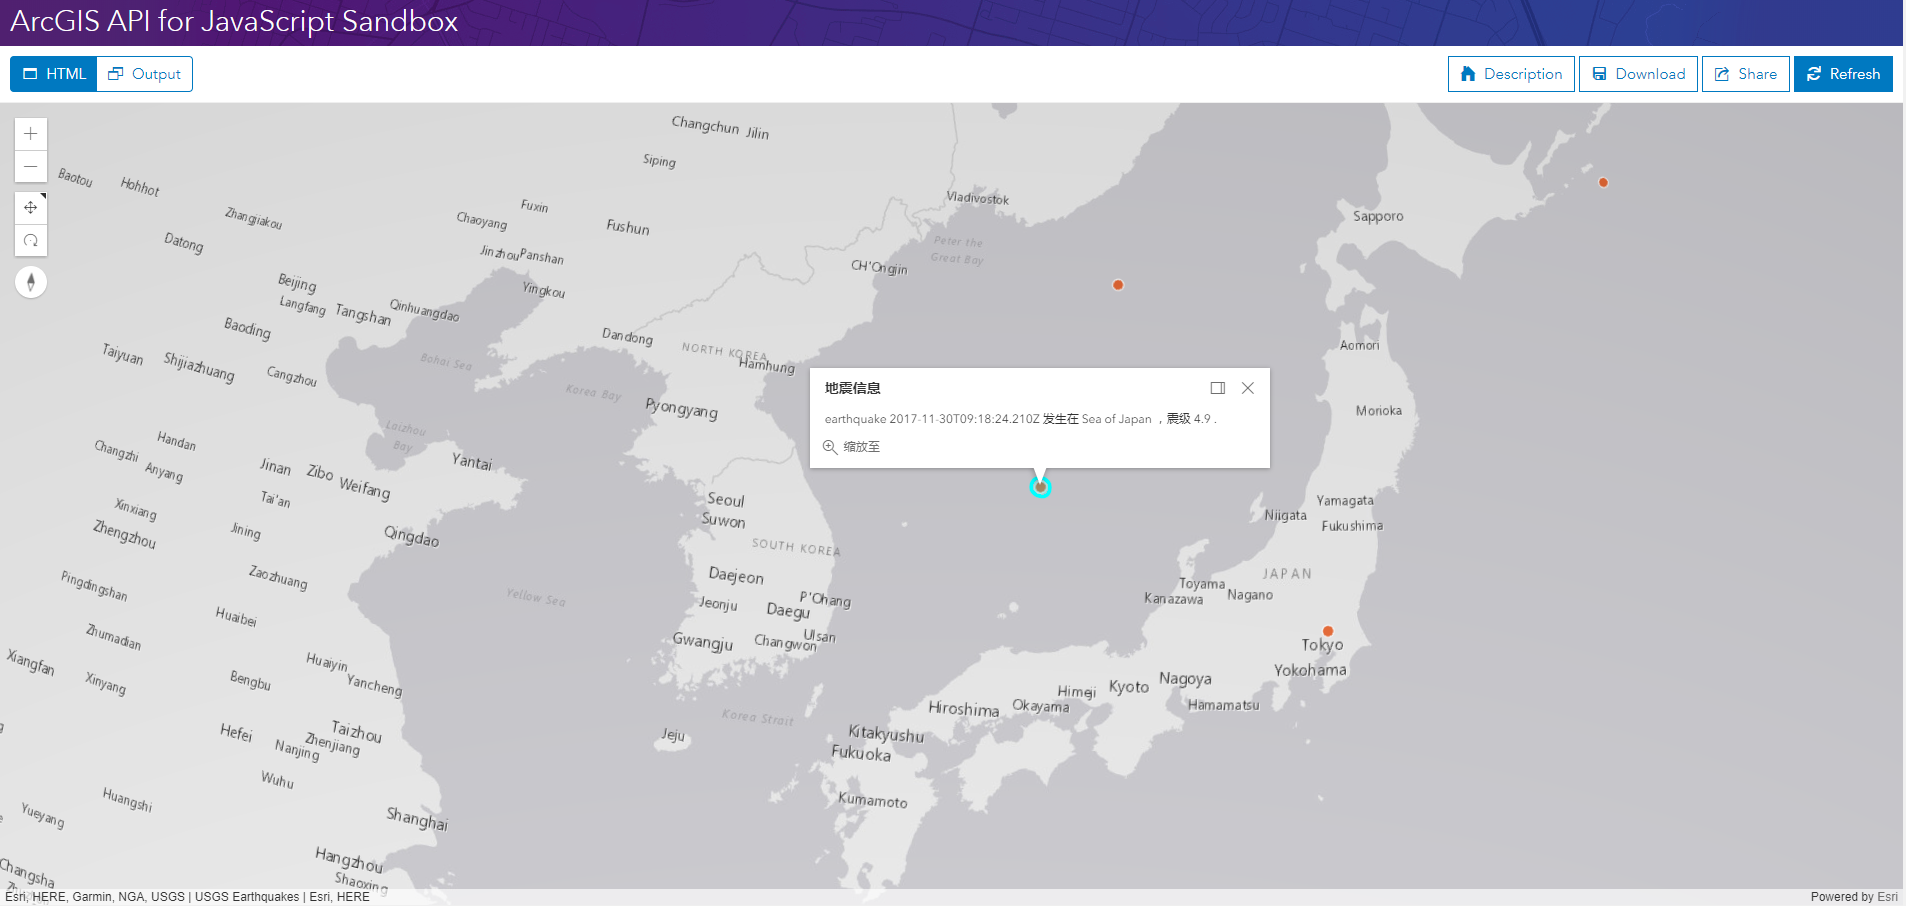 ArcGIS API for JavaScript Sandbox
HTML
Output
Description
Download
Share
Refresh
Changchun
Jilin
Siping
Baotou
Hohhot
Zhangjiakou
Datong
Chaoyang
Fuxin
Fushun
Vladivostok
Sapporo
Jinzhou
Panshan
Peter the
Great Bay
CH'Ongjin
Beijing
Langfang
Tangshan
Qinhuangdao
Yingkou
Baoding
Dandong
NORTH KOREA
Hamhung
Aomori
Taiyuan
Shijiazhuang
Cangzhou
Bohai Sea
Korea Bay
Pyongyang
地震信息
earthquake 2017-11-30T09:18:24.210Z 发生在 Sea of Japan ，震级 4.9 .
缩放至
Morioka
Laizhou
Bay
Handan
Changzhi
Anyang
Jinan
Zibo
Weifang
Yantai
Tai'an
Xinxiang
Zhengzhou
Jining
Qingdao
Seoul
Suwon
SOUTH KOREA
Yamagata
Niigata
Fukushima
Pingdingshan
Zaozhuang
Yellow Sea
Daejeon
Jeonju
P'Ohang
Daegu
JAPAN
Toyama
Kanazawa
Nagano
Huaibei
Zhumadian
Gwangju
Changwon
Ulsan
Tokyo
Yokohama
Xiangfan
Xinyang
Huaiyin
Yancheng
Bengbu
Himeji
Kyoto
Nagoya
Hiroshima
Okayama
Hamamatsu
Korea Strait
Jeju
Kitakyushu
Fukuoka
Hefei
Taizhou
Zhenjiang
Nanjing
Wuhu
Kumamoto
Huangshi
Yueyang
Shanghai
Hangzhou
Shaoxing
Changsha
Esri, HERE, Garmin, NGA, USGS | USGS Earthquakes | Esri, HERE
Powered by Esri